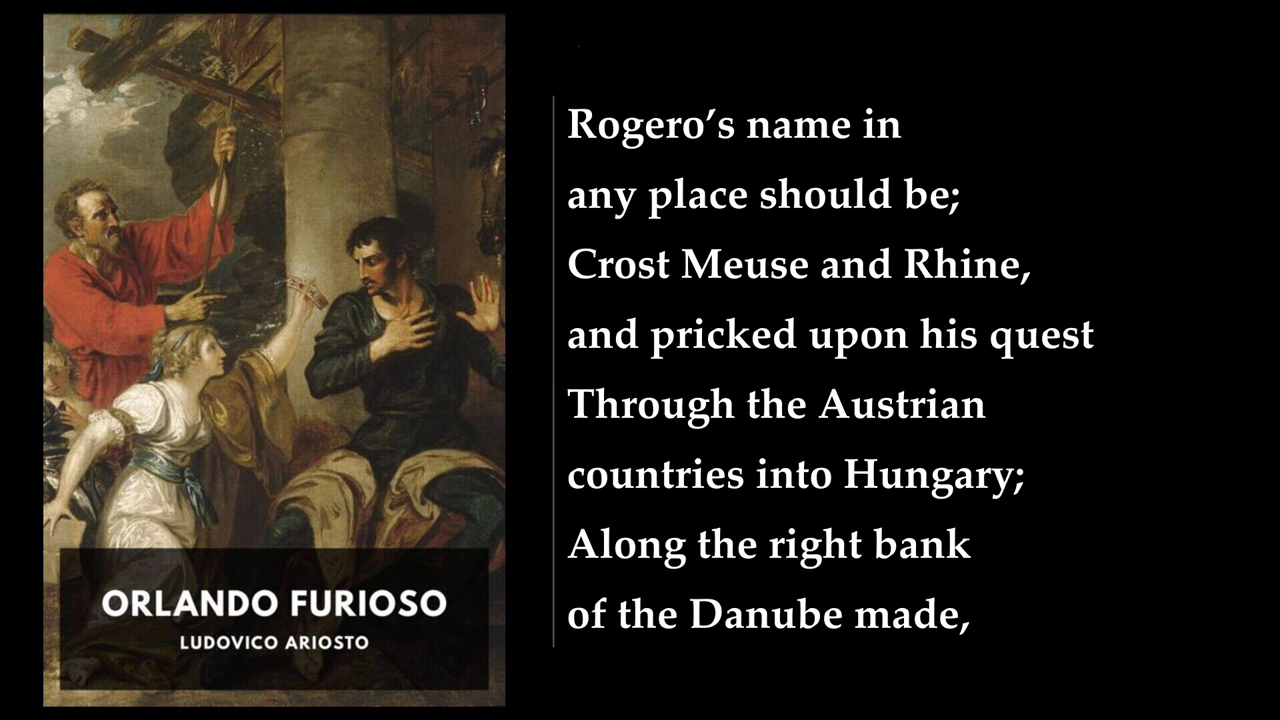 ORLANDO FURIOSO
LUDOVICO ARIOSTO
Rogero’s name in
any place should be;
Crost Meuse and Rhine,
and pricked upon his quest
Through the Austrian
countries into Hungary;
Along the right bank
of the Danube made,